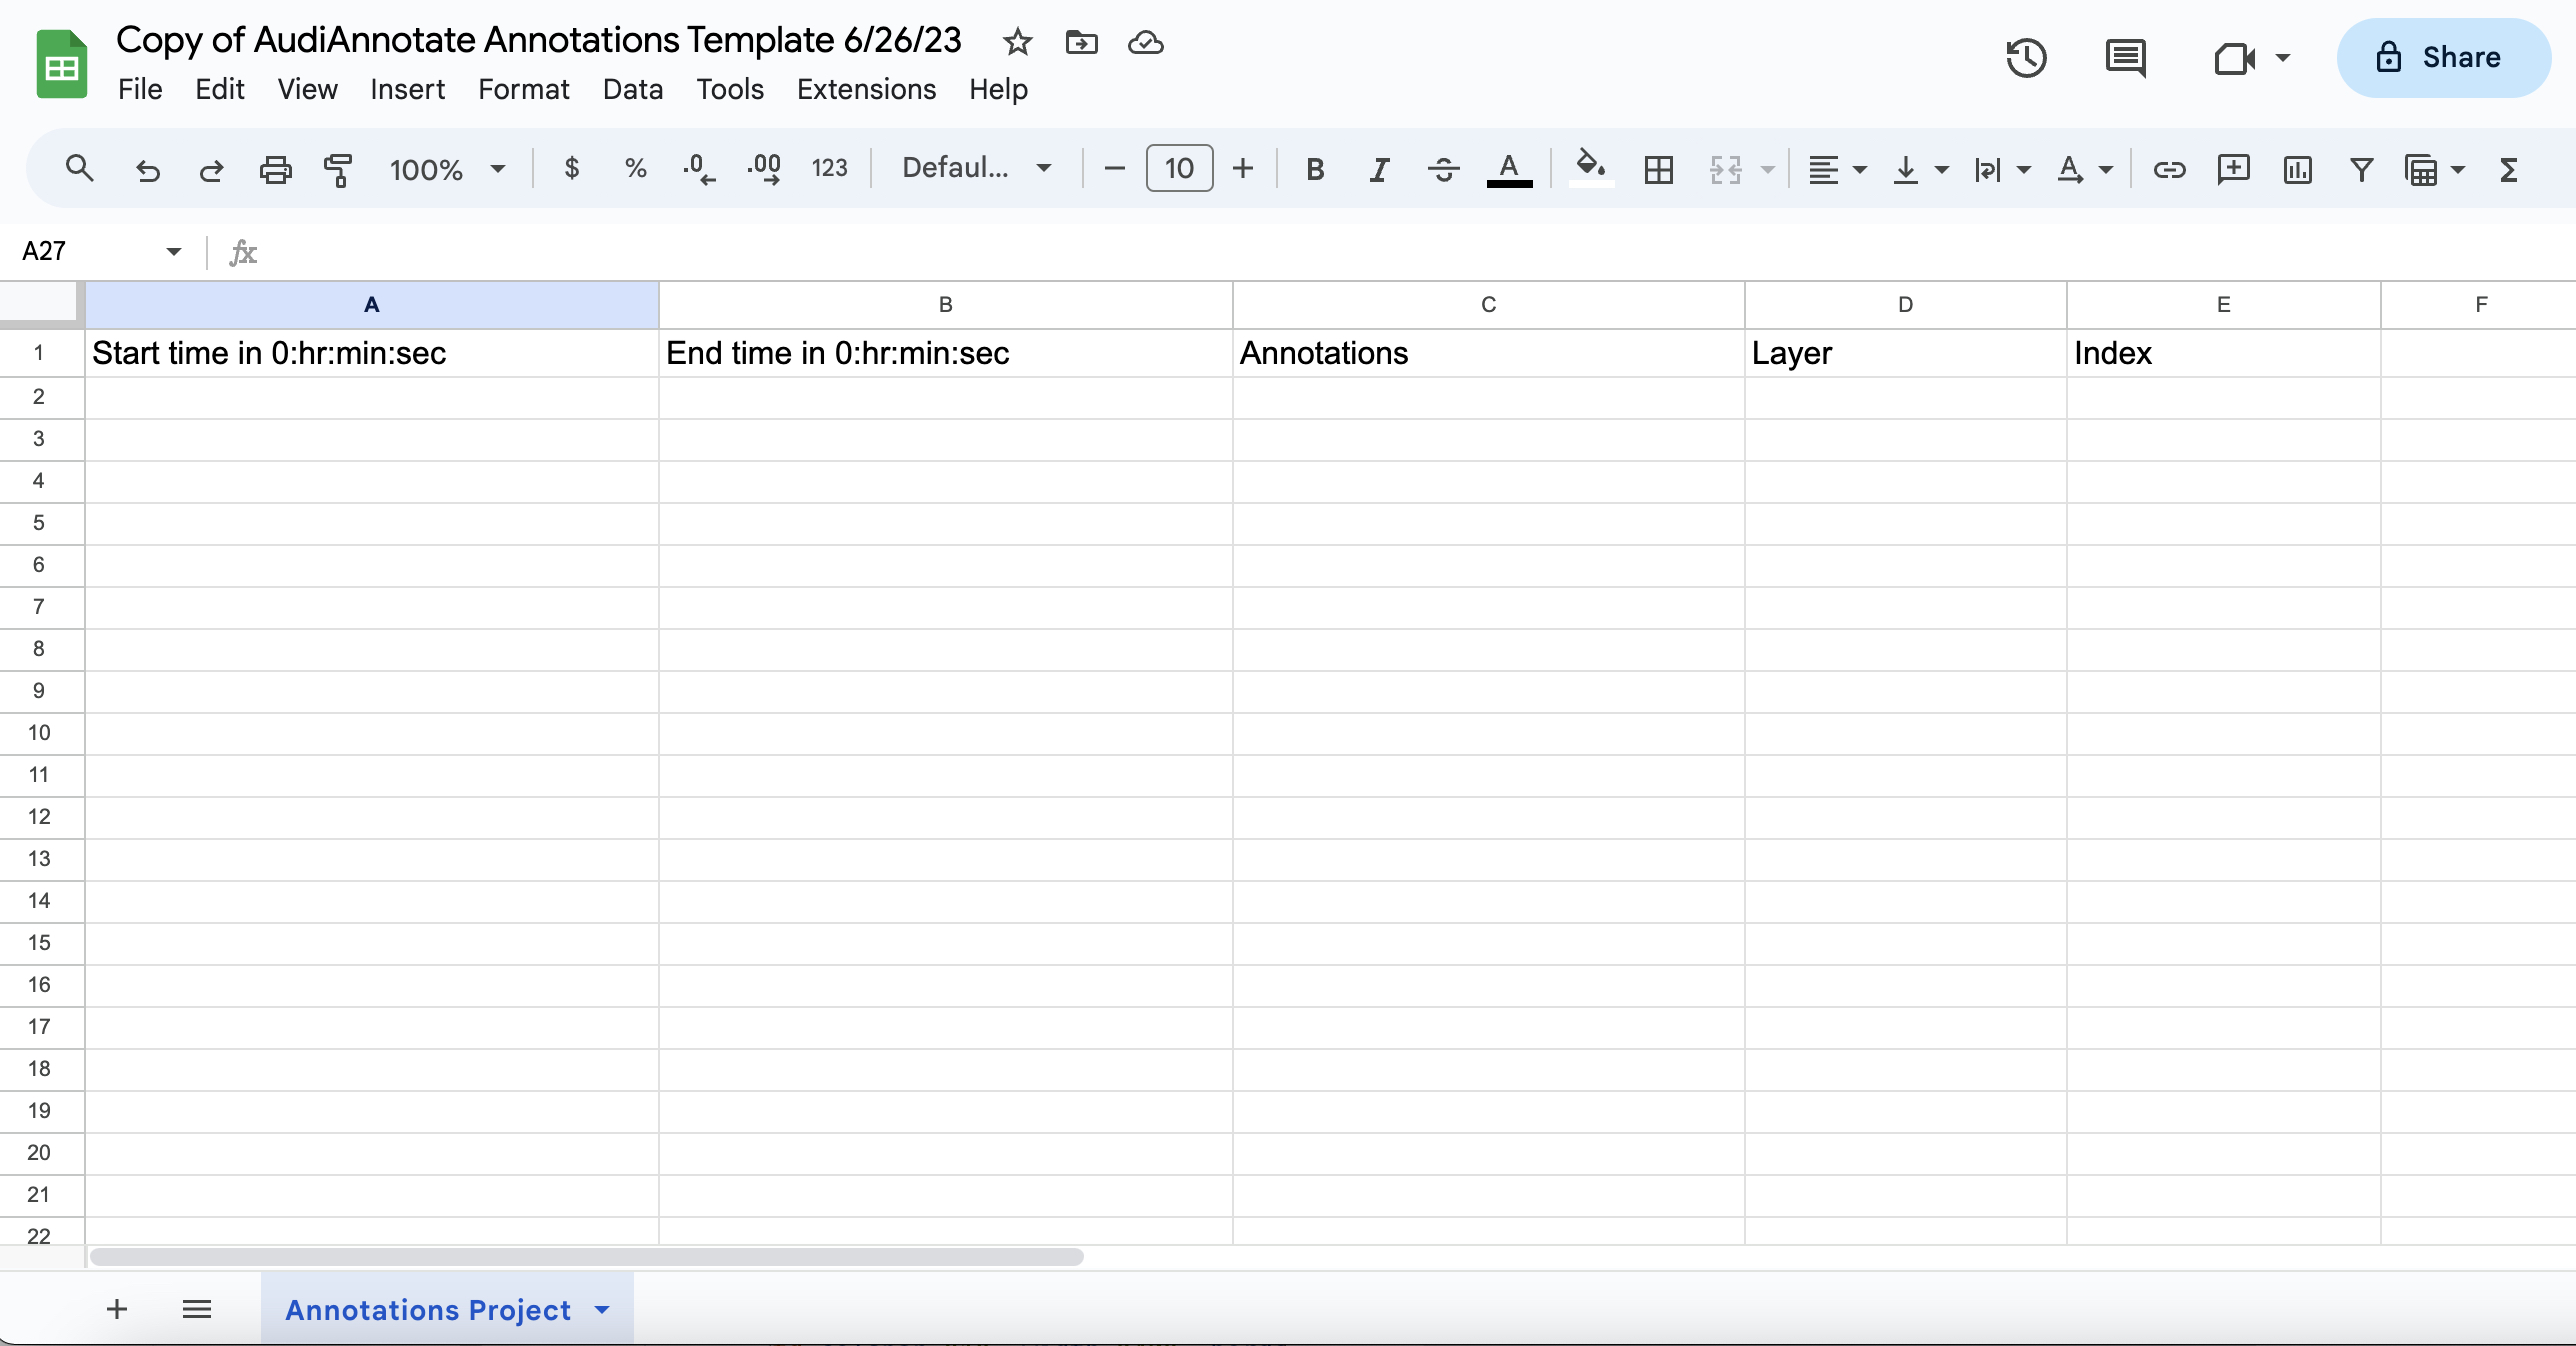 Copy of AudiAnnotate Annotations Template 6/26/23
File Edit View Insert Format Data Tools Extensions Help
Share
100% $ % .0 .00 123 Defaul... 10 B I A A Σ
A27 fx
A B C D E F
1 Start time in 0:hr:min:sec End time in 0:hr:min:sec Annotations Layer Index
2
3
4
5
6
7
8
9
10
11
12
13
14
15
16
17
18
19
20
21
22
Annotations Project